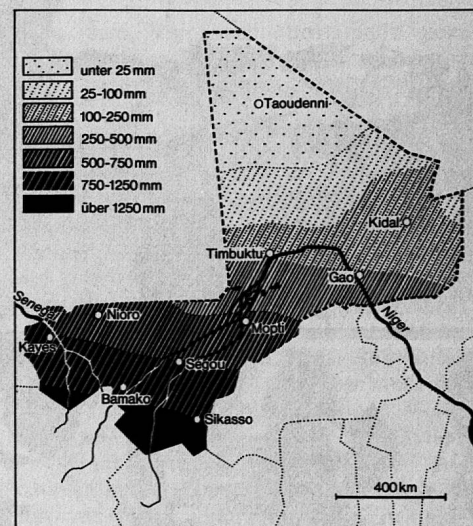 unter 25 mm
25-100 mm
100-250 mm
250-500 mm
500-750 mm
750-1250 mm
über 1250 mm
Taoudenni
Kidal
Timbuktu
Gao
Senegal
Nioro
Niger
Kayes
Mopti
Ségou
Bamako
Sikasso
400 km